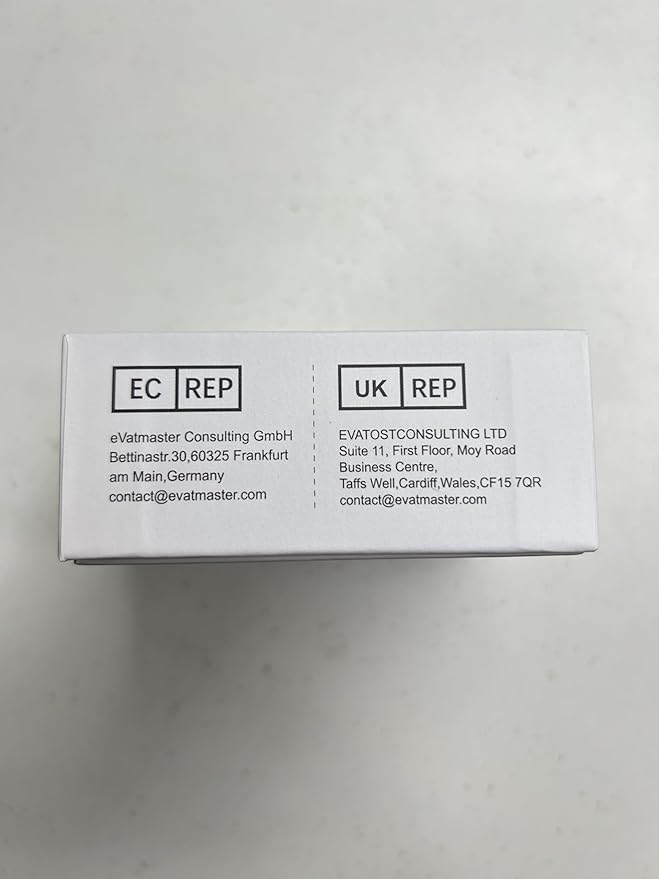 EC REP
eVatmaster Consulting GmbH
Bettinastr.30,60325 Frankfurt
am Main,Germany
contact@evatmaster.com
UK REP
EVATOSTCONSULTING LTD
Suite 11, First Floor, Moy Road
Business Centre,
Taffs Well,Cardiff,Wales,CF15 7QR
contact@evatmaster.com